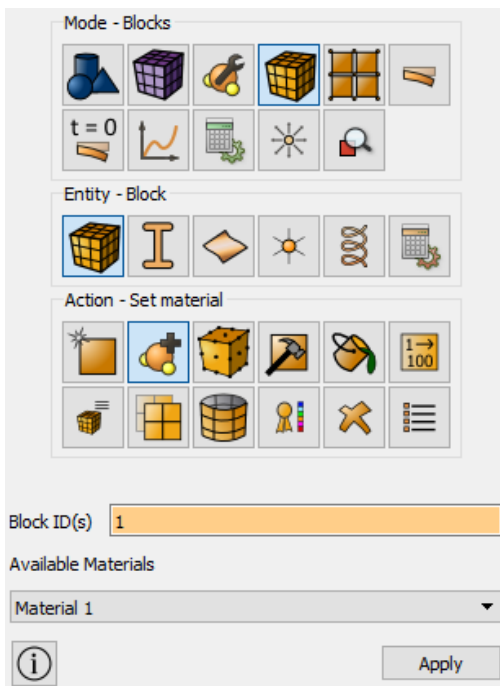 Mode - Blocks
t = 0
Entity - Block
Action - Set material
1→
100
Block ID(s) 1
Available Materials
Material 1
i
Apply